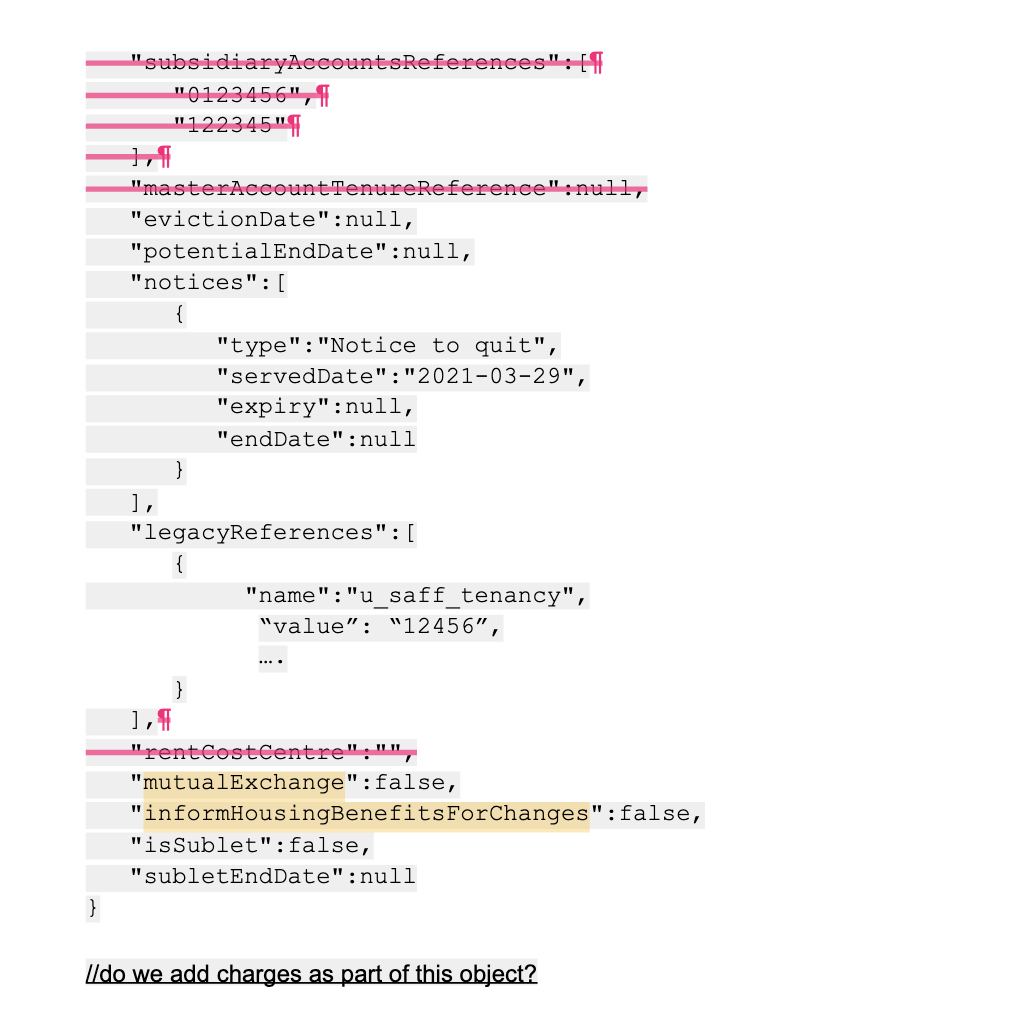 "subsidiaryAccountsReferences":[¶
"0123456",¶
"122345"¶
],¶
"masterAccountTenureReference":null,
"evictionDate":null,
"potentialEndDate":null,
"notices":[
{
"type":"Notice to quit",
"servedDate":"2021-03-29",
"expiry":null,
"endDate":null
}
],
"legacyReferences":[
{
"name":"u_saff_tenancy",
“value”: “12456”,
….
}
],¶
"rentCostCentre":"",
"mutualExchange":false,
"informHousingBenefitsForChanges":false,
"isSublet":false,
"subletEndDate":null
}
//do we add charges as part of this object?